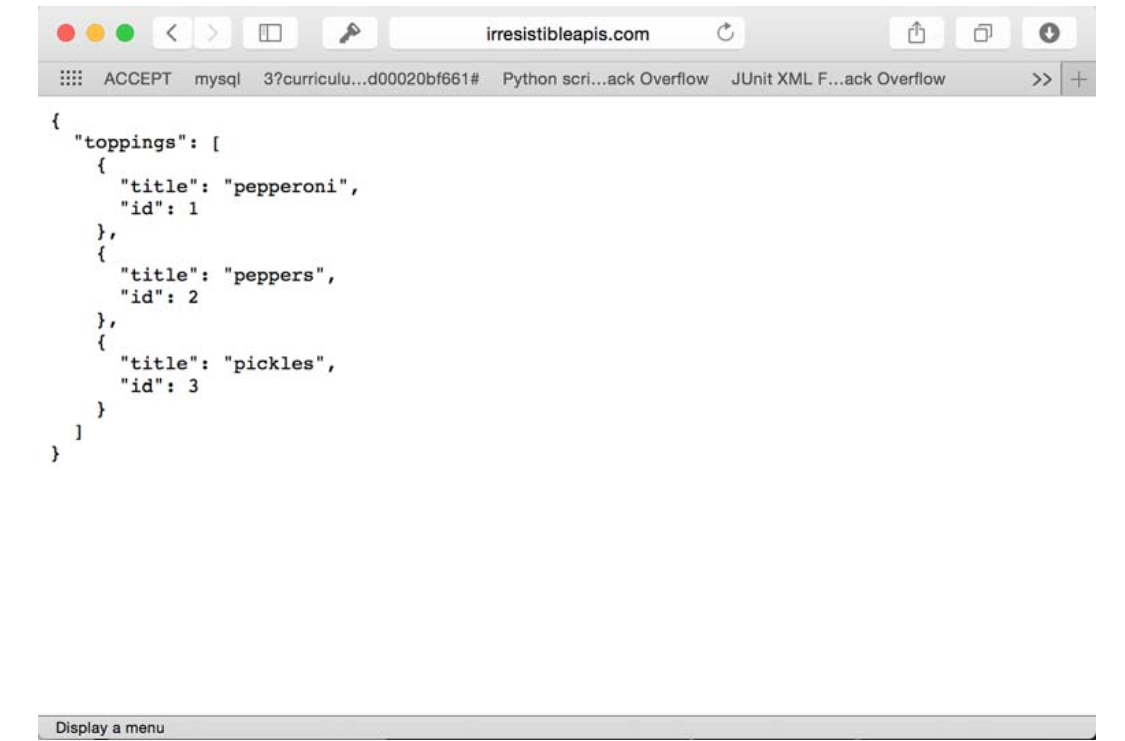 irresistibleapis.com
ACCEPT mysql 3?curriculu...d00020bf661# Python scri...ack Overflow JUnit XML F...ack Overflow >> +
{
  "toppings": [
    {
      "title": "pepperoni",
      "id": 1
    },
    {
      "title": "peppers",
      "id": 2
    },
    {
      "title": "pickles",
      "id": 3
    }
  ]
}
Display a menu